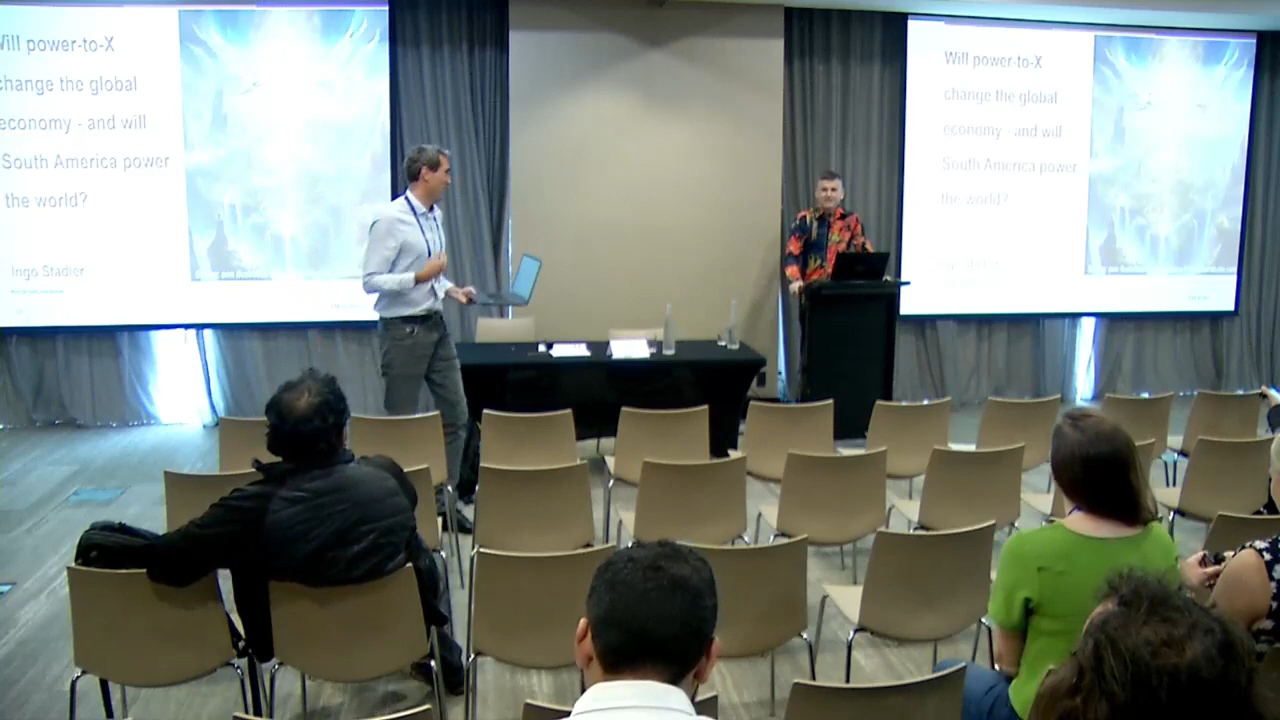 Will power-to-X
change the global
economy - and will
South America power
the world?
Ingo Stadler
Will power-to-X
change the global
economy - and will
South America power
the world?